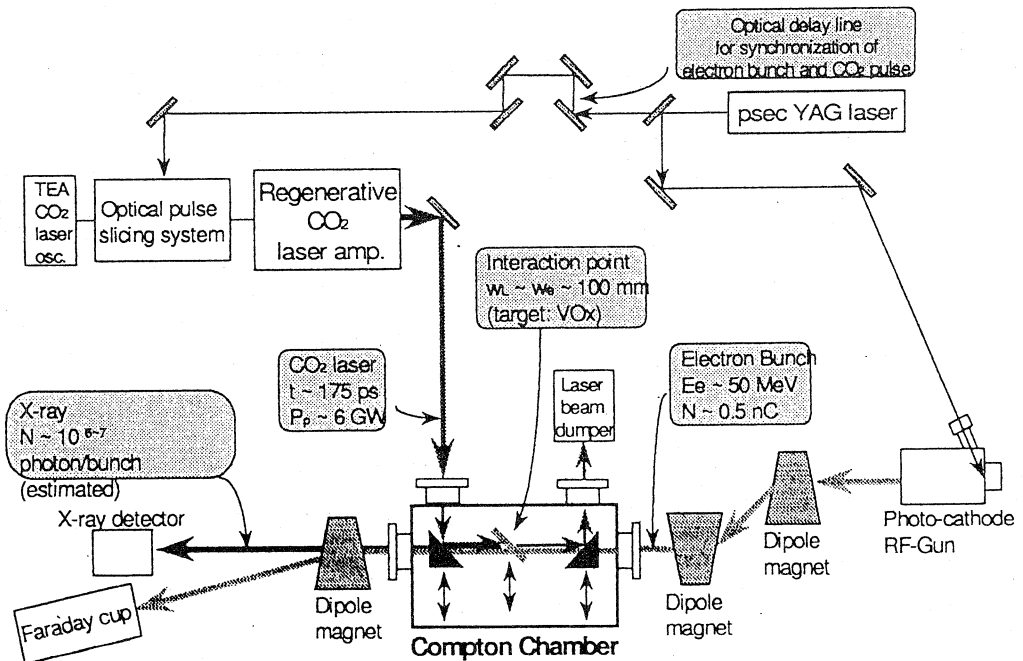 Optical delay line
for synchronization of
electron bunch and CO₂ pulse
psec YAG laser
TEA
CO₂
laser
osc.
Optical pulse
slicing system
Regenerative
CO₂
laser amp.
Interaction point
wL ~ we ~ 100 mm
(target: VOx)
CO₂ laser
t ~ 175 ps
Pp ~ 6 GW
Laser
beam
dumper
Electron Bunch
Ee ~ 50 MeV
N ~ 0.5 nC
X-ray
N ~ 10 6~7
photon/bunch
(estimated)
X-ray detector
Photo-cathode
RF-Gun
Dipole
magnet
Dipole
magnet
Dipole
magnet
Faraday cup
Compton Chamber